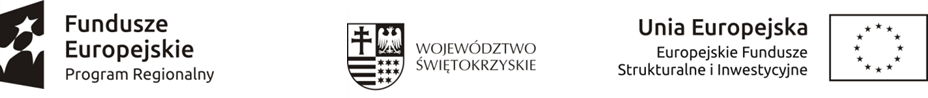 Fundusze
Europejskie
Program Regionalny
WOJEWÓDZTWO
ŚWIĘTOKRZYSKIE
Unia Europejska
Europejskie Fundusze
Strukturalne i Inwestycyjne